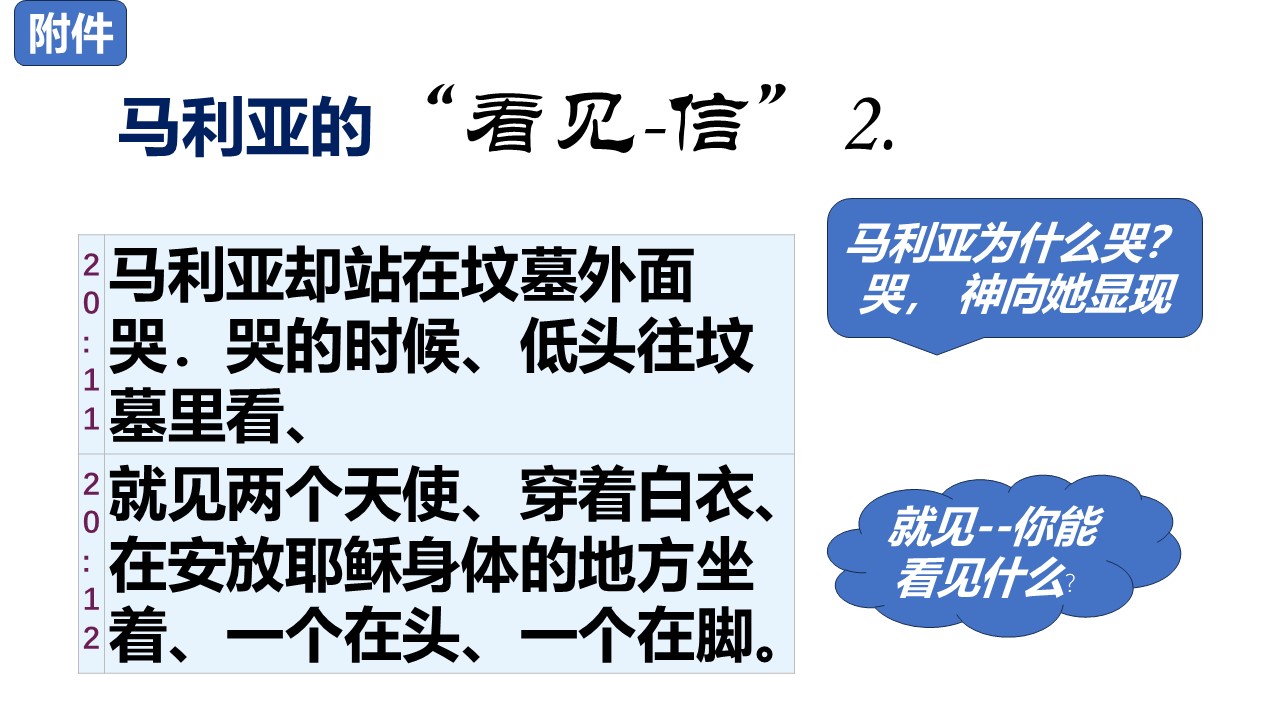 附件
马利亚的“看见-信” 2.
马利亚为什么哭?
哭， 神向她显现
20:11
马利亚却站在坟墓外面
哭．哭的时候、低头往坟
墓里看、
20:12
就见两个天使、穿着白衣、
在安放耶稣身体的地方坐
着、一个在头、一个在脚。
就见--你能
看见什么?